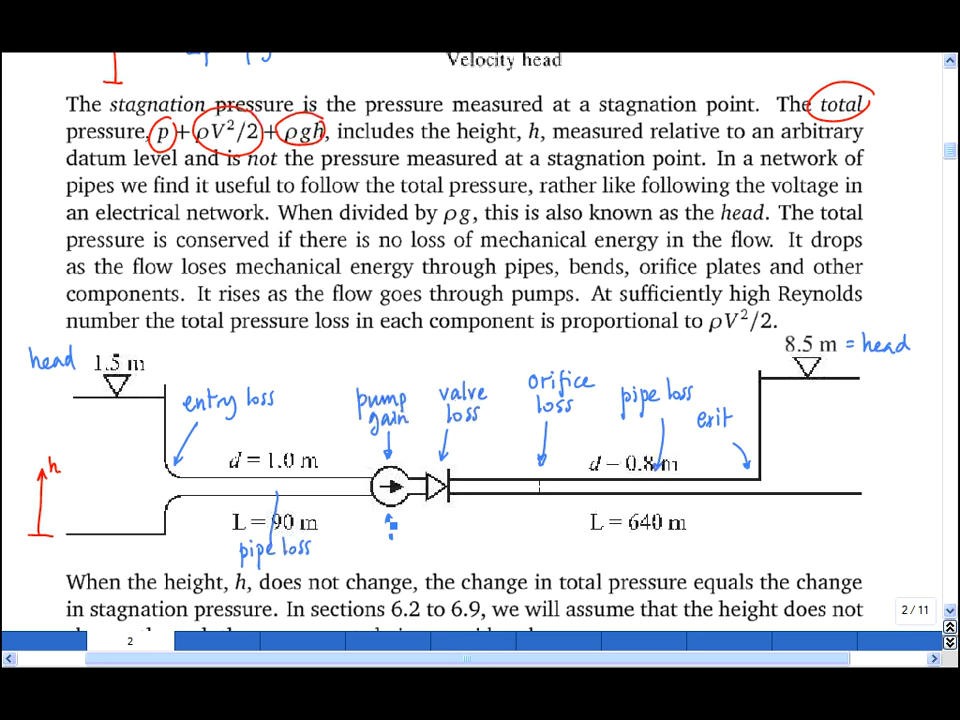 Velocity head
The stagnation pressure is the pressure measured at a stagnation point. The total
pressure, p + ρV²/2 + ρgh, includes the height, h, measured relative to an arbitrary
datum level and is not the pressure measured at a stagnation point. In a network of
pipes we find it useful to follow the total pressure, rather like following the voltage in
an electrical network. When divided by ρg, this is also known as the head. The total
pressure is conserved if there is no loss of mechanical energy in the flow. It drops
as the flow loses mechanical energy through pipes, bends, orifice plates and other
components. It rises as the flow goes through pumps. At sufficiently high Reynolds
number the total pressure loss in each component is proportional to ρV²/2.
8.5 m = head
head 1.5 m
entry loss
pump gain
valve loss
orifice loss
pipe loss
exit
h
d = 1.0 m
d = 0.8 m
L = 90 m
L = 640 m
pipe loss
When the height, h, does not change, the change in total pressure equals the change
in stagnation pressure. In sections 6.2 to 6.9, we will assume that the height does not
2 / 11
2